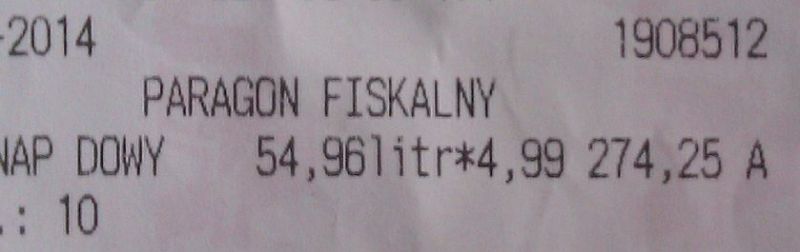 -2014 1908512
PARAGON FISKALNY
NAP DOWY 54,96litr*4,99 274,25 A
.: 10